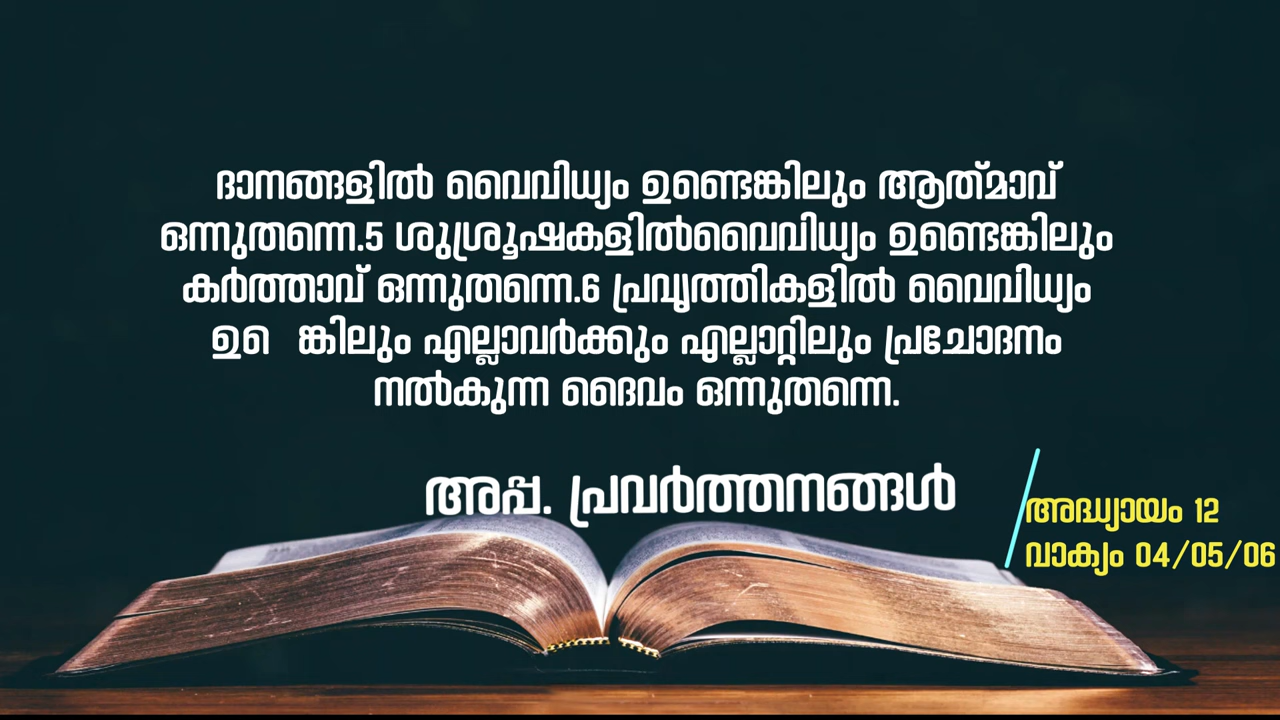 ദാനങ്ങളിൽ വൈവിധ്യം ഉണ്ടെങ്കിലും ആത്‌മാവ്
ഒന്നുതന്നെ.5 ശുശ്രൂഷകളിൽവൈവിധ്യം ഉണ്ടെങ്കിലും
കർത്താവ് ഒന്നുതന്നെ.6 പ്രവൃത്തികളിൽ വൈവിധ്യം
ഉെ ങ്കിലും എല്ലാവർക്കും എല്ലാറ്റിലും പ്രചോദനം
നൽകുന്ന ദൈവം ഒന്നുതന്നെ.
അപ്പ. പ്രവർത്തനങ്ങൾ
അദ്ധ്യായം 12
വാക്യം 04/05/06